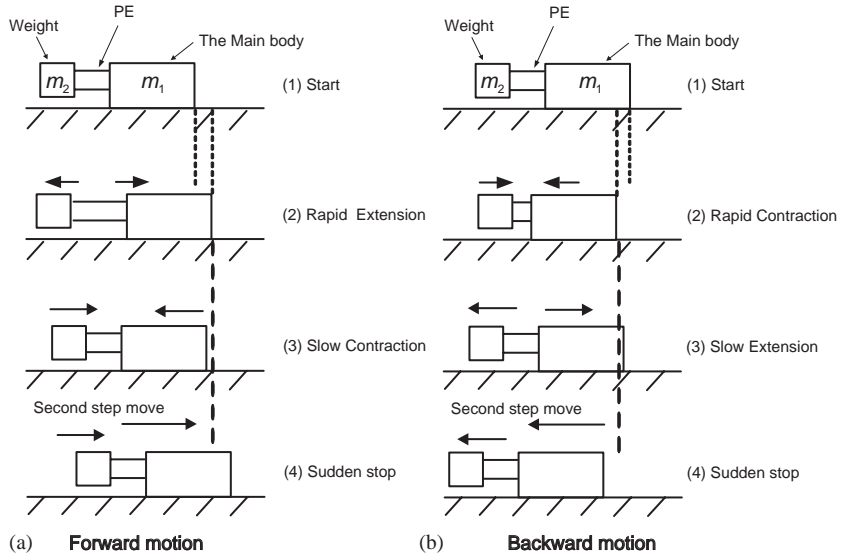 PE
Weight
The Main body
m2
m1
(1) Start
(2) Rapid Extension
(3) Slow Contraction
Second step move
(4) Sudden stop
(a) Forward motion
PE
Weight
The Main body
m2
m1
(1) Start
(2) Rapid Contraction
(3) Slow Extension
Second step move
(4) Sudden stop
(b) Backward motion